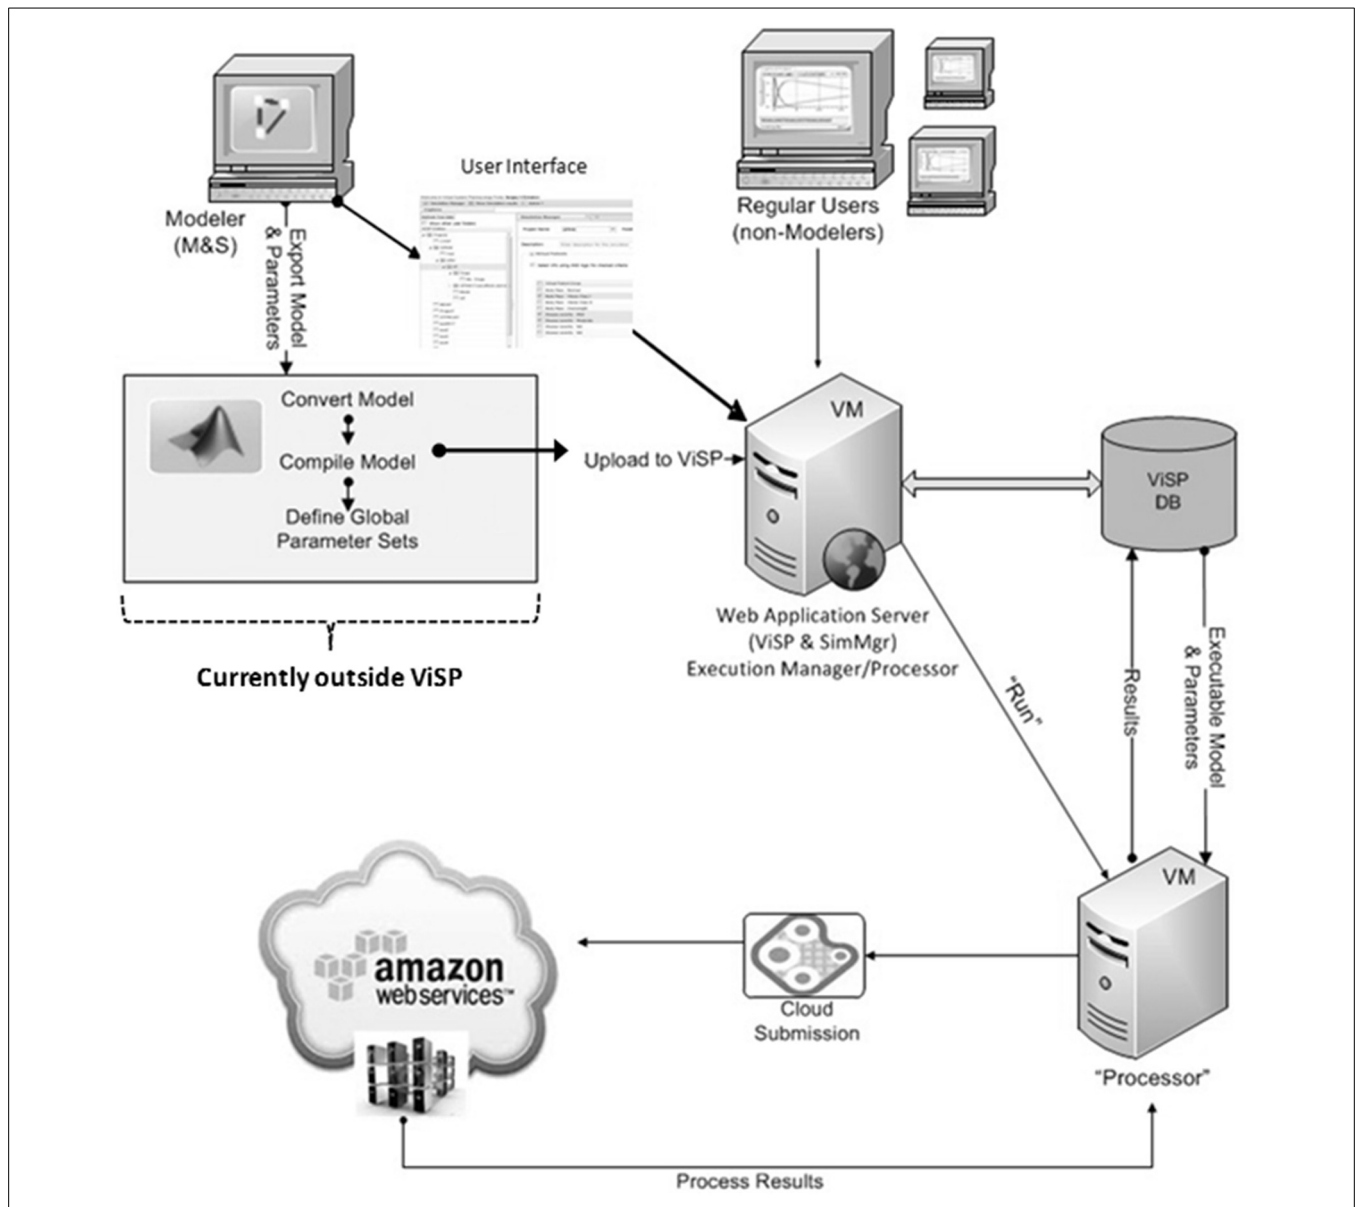 User Interface
Modeler
(M&S)
Export Model
& Parameters
Regular Users
(non-Modelers)
Convert Model
Compile Model
Define Global
Parameter Sets
Upload to ViSP
VM
ViSP
DB
Currently outside ViSP
Web Application Server
(ViSP & SimMgr)
Execution Manager/Processor
"Run"
Results
Executable Model
& Parameters
VM
amazon
webservices™
Cloud
Submission
"Processor"
Process Results